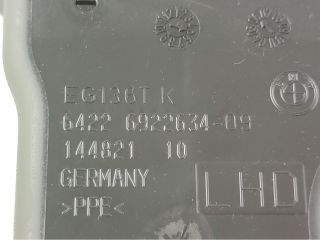 EG136T K
6422 6922634-09
144821 10
GERMANY
>PPE<
LHD